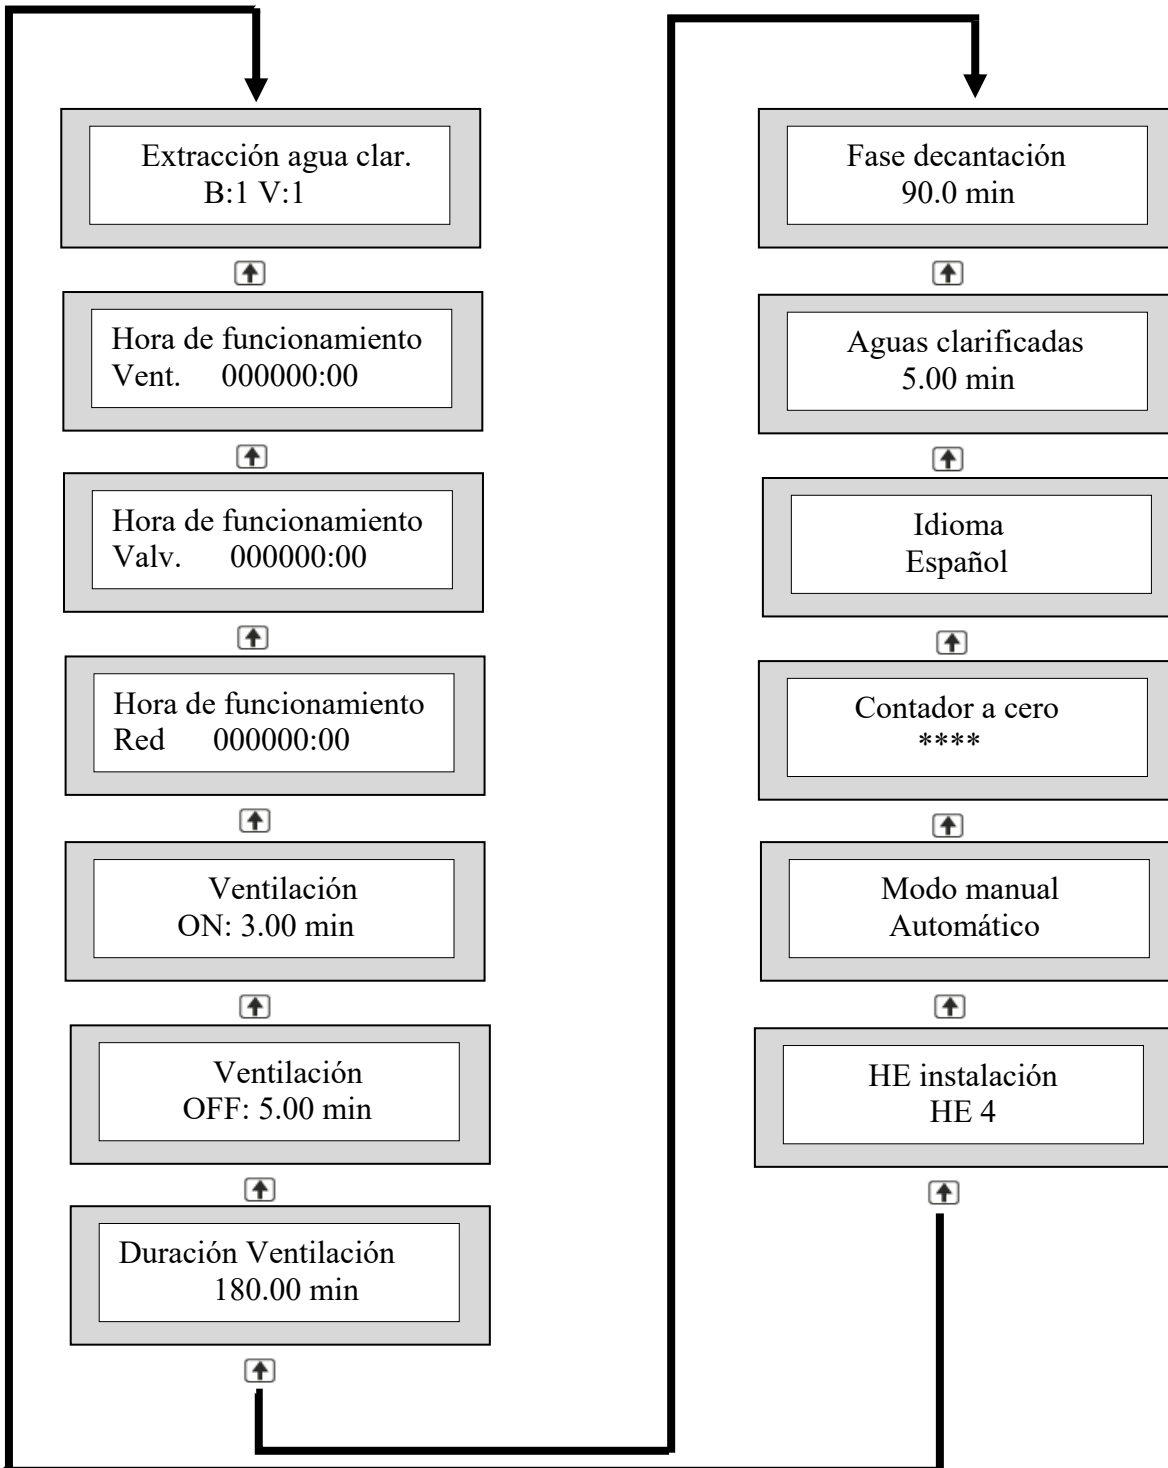 Extracción agua clar.
B:1 V:1
Hora de funcionamiento
Vent. 000000:00
Hora de funcionamiento
Valv. 000000:00
Hora de funcionamiento
Red 000000:00
Ventilación
ON: 3.00 min
Ventilación
OFF: 5.00 min
Duración Ventilación
180.00 min
Fase decantación
90.0 min
Aguas clarificadas
5.00 min
Idioma
Español
Contador a cero
****
Modo manual
Automático
HE instalación
HE 4